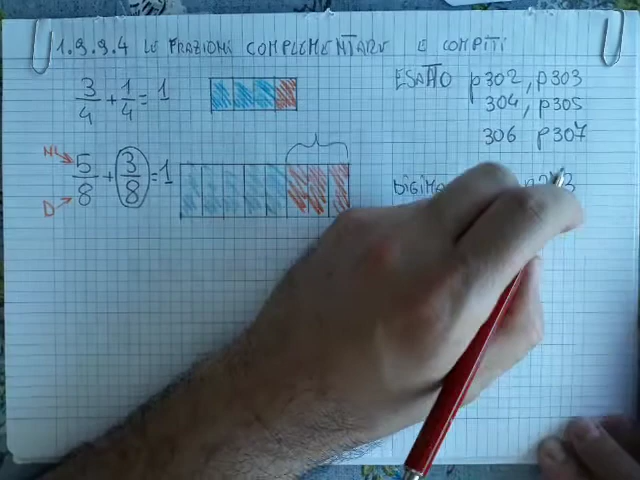 1.9.9.4 LE FRAZIONI COMPLEMENTARI E COMPITI
3/4 + 1/4 = 1
ESATTO p302, p303
304, p305
306 p307
N
5/8 + 3/8 = 1
D